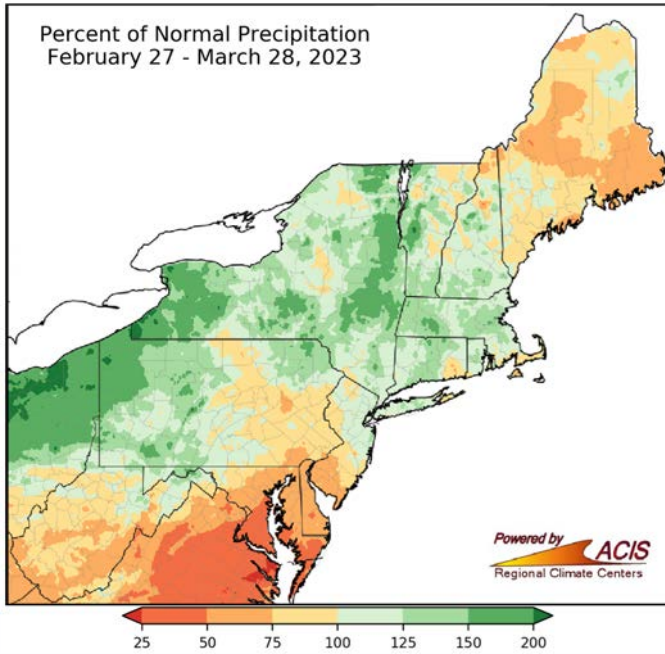 Percent of Normal Precipitation
February 27 - March 28, 2023
Powered by
ACIS
Regional Climate Centers
25 50 75 100 125 150 200